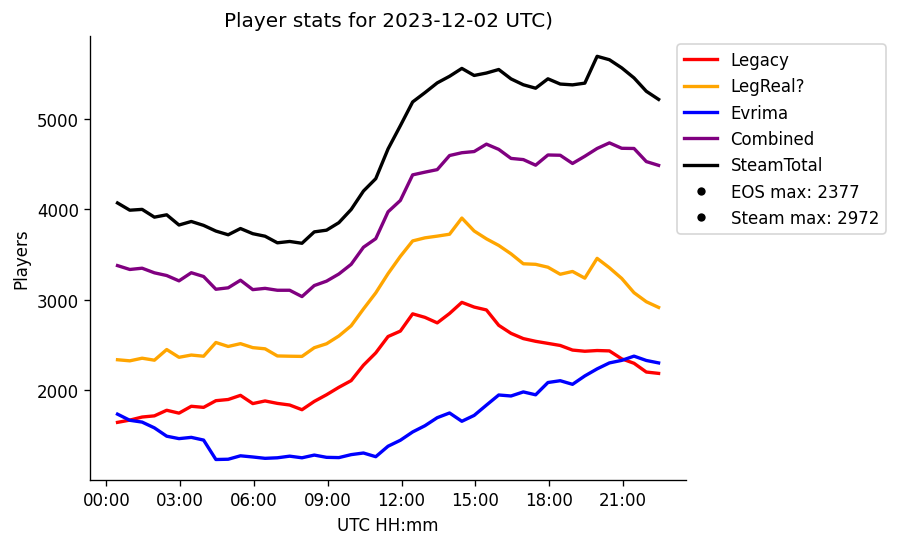 Player stats for 2023-12-02 UTC)
Legacy
LegReal?
Evrima
Combined
SteamTotal
EOS max: 2377
Steam max: 2972
Players
5000
4000
3000
2000
00:00 03:00 06:00 09:00 12:00 15:00 18:00 21:00
UTC HH:mm